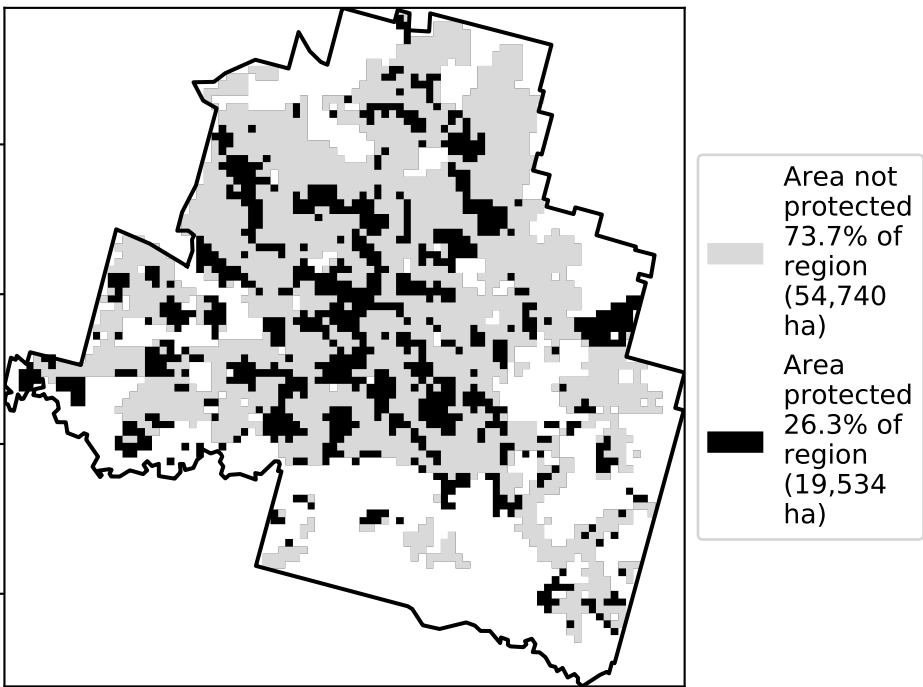 Area not
protected
73.7% of
region
(54,740
ha)
Area
protected
26.3% of
region
(19,534
ha)